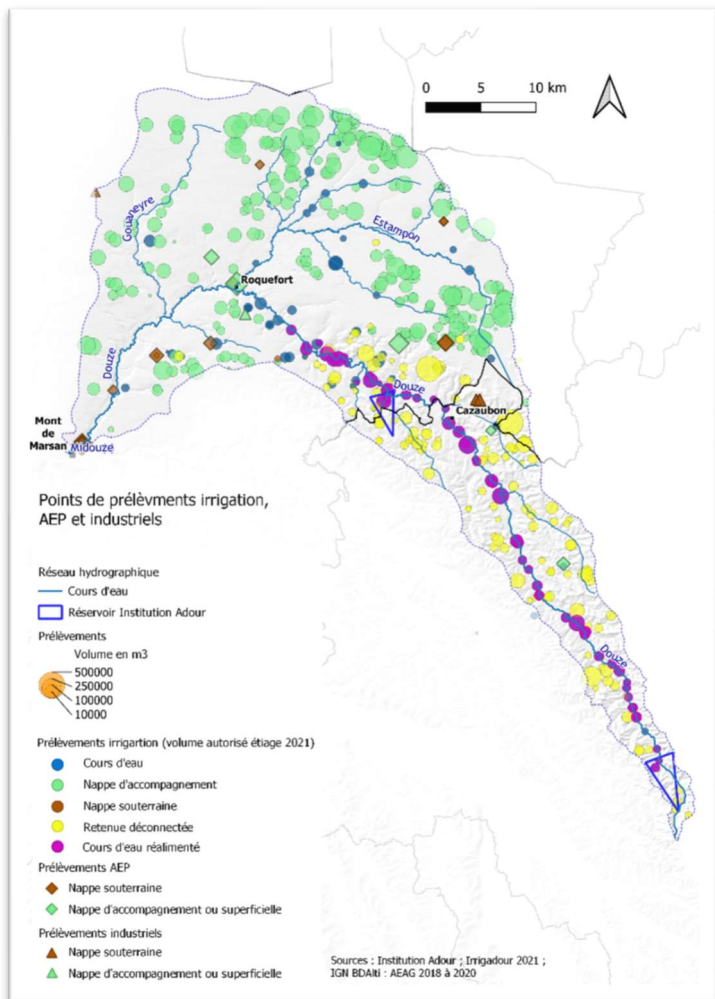 0 5 10 km
Gouaneyre
Estampon
Roquefort
Douze
Douze
Cazaubon
Mont
de
Marsan
Midouze
Douze
Points de prélèvments irrigation,
AEP et industriels
Réseau hydrographique
Cours d'eau
Réservoir Institution Adour
Prélèvements
Volume en m3
500000
250000
100000
10000
Prélèvements irrigartion (volume autorisé étiage 2021)
Cours d'eau
Nappe d'accompagnement
Nappe souterraine
Retenue déconnectée
Cours d'eau réalimenté
Prélèvements AEP
Nappe souterraine
Nappe d'accompagnement ou superficielle
Prélèvements industriels
Nappe souterraine
Nappe d'accompagnement ou superficielle
Sources : Institution Adour ; Irrigadour 2021 ;
IGN BDAlti : AEAG 2018 à 2020